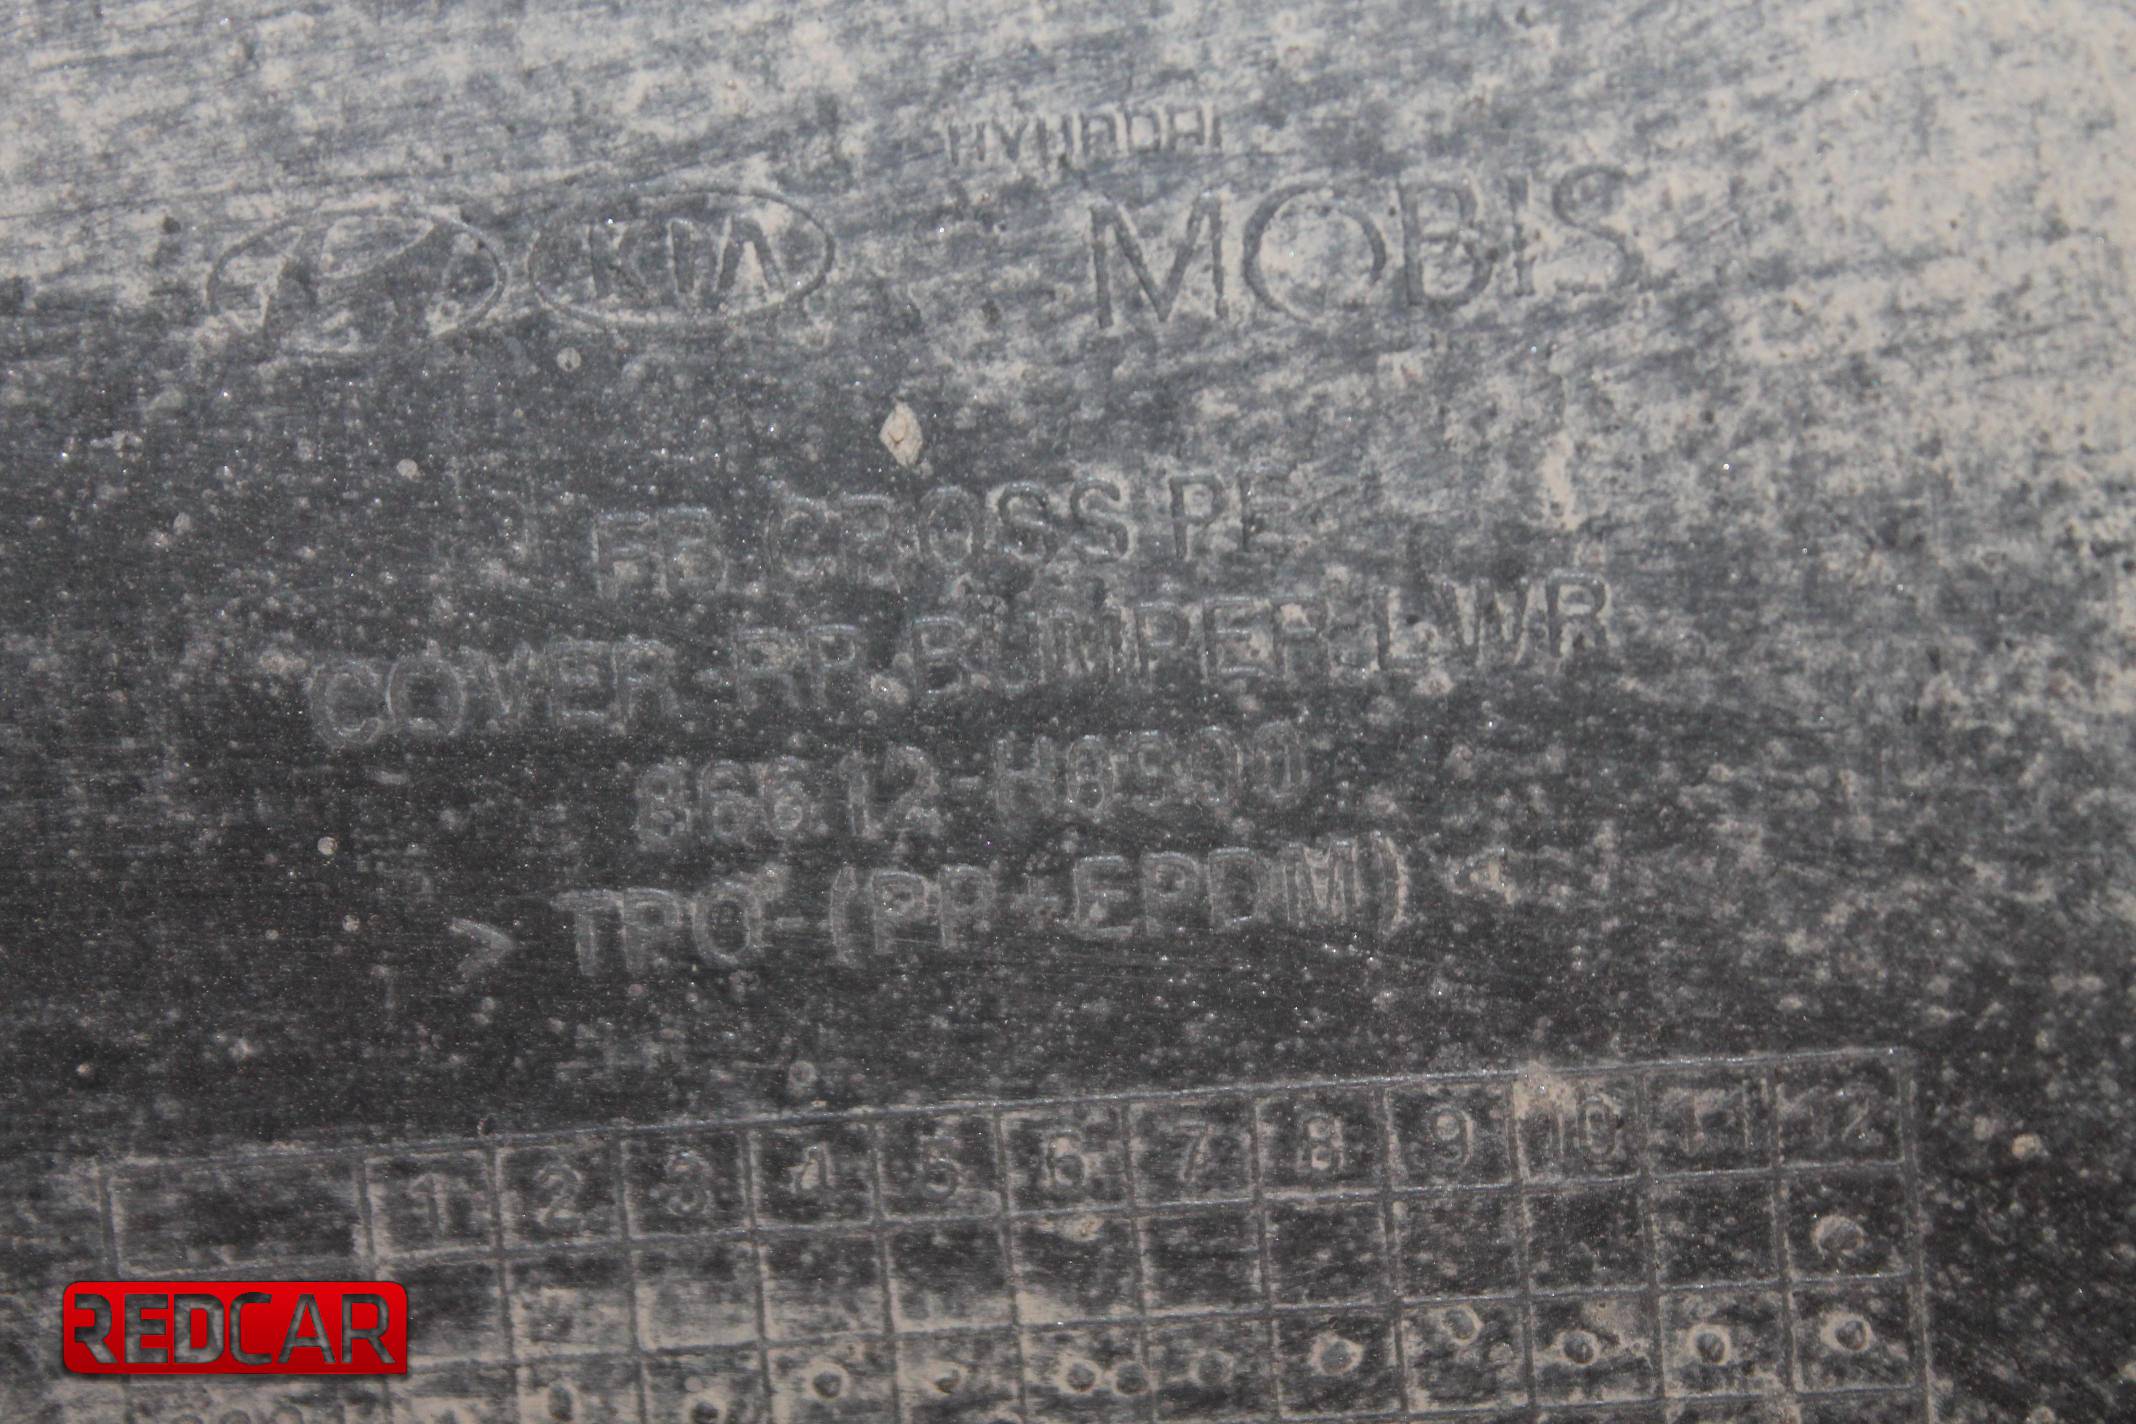 HYUNDAI
KIA MOBIS
FB CROSS PE
COVER-RR BUMPER, LWR
86612-H0900
> TPO-(PP+EPDM) <
1 2 3 4 5 6 7 8 9 10 11 12
REDCAR